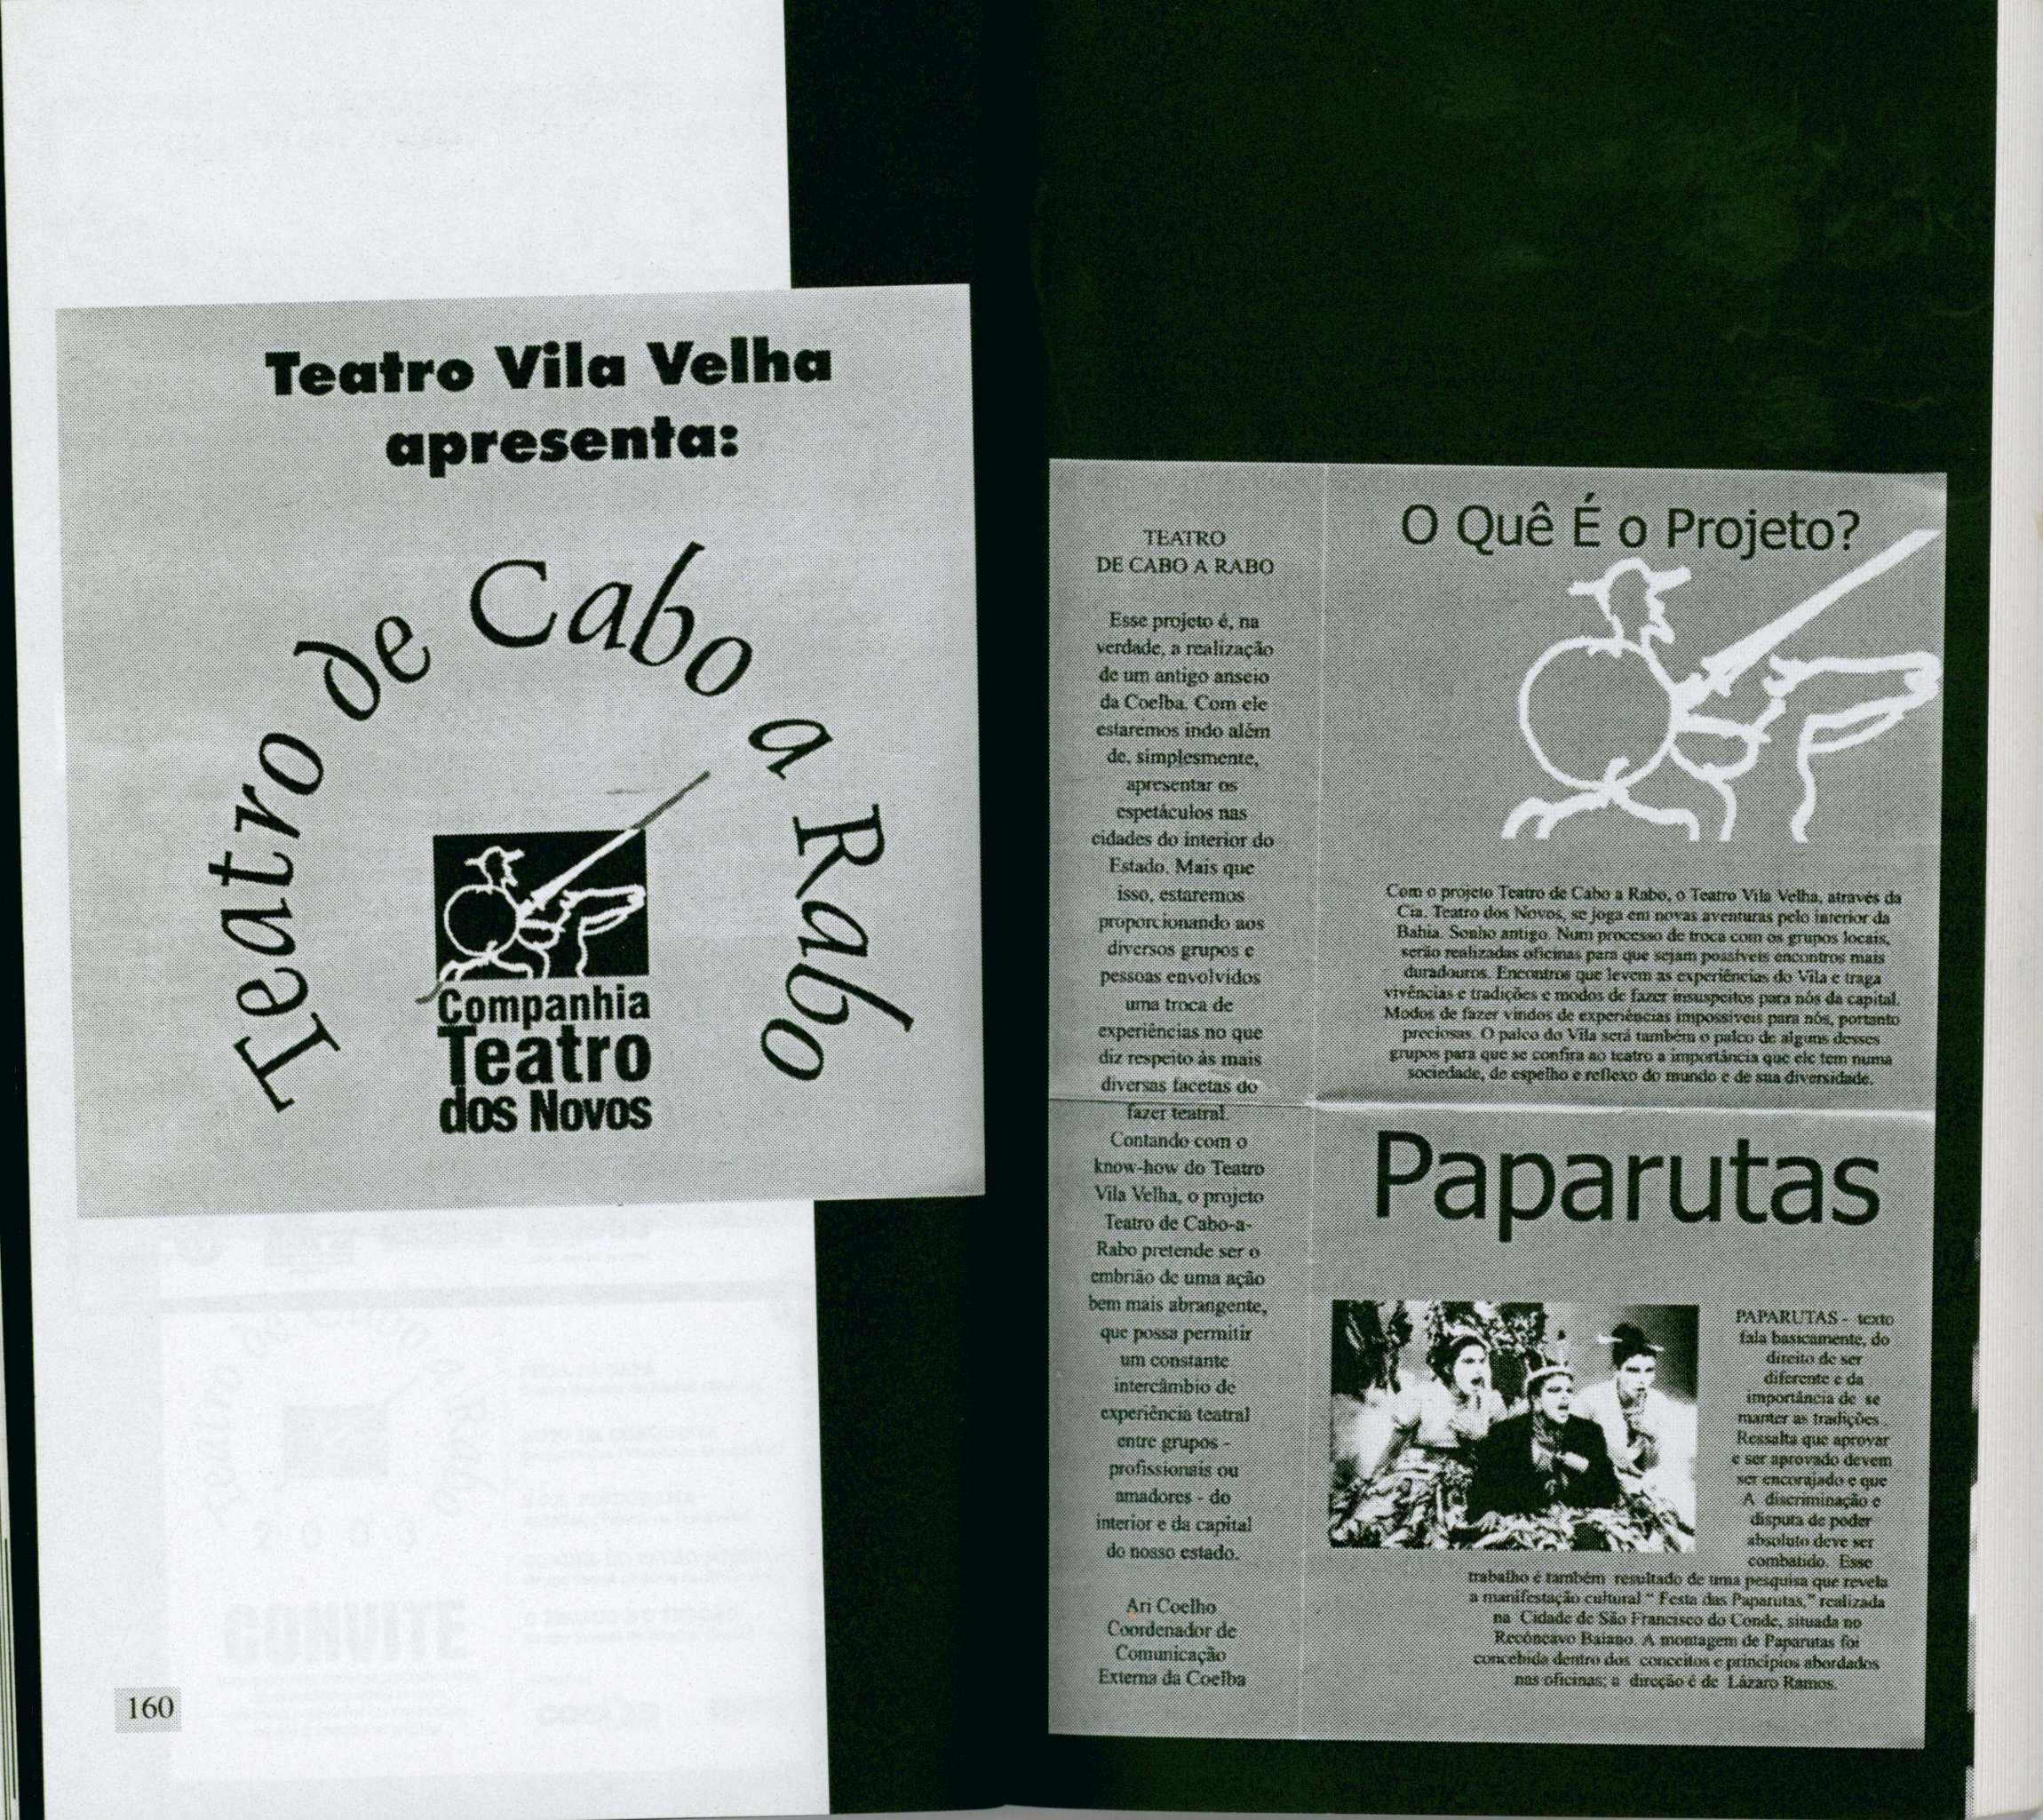 Teatro Vila Velha
apresenta:
Teatro de Cabo a Rabo
Companhia
Teatro
dos Novos
160
TEATRO
DE CABO A RABO
Esse projeto é, na
verdade, a realização
de um antigo anseio
da Coelba. Com ele
estaremos indo além
de, simplesmente,
apresentar os
espetáculos nas
cidades do interior do
Estado. Mais que
isso, estaremos
proporcionando aos
diversos grupos e
pessoas envolvidos
uma troca de
experiências no que
diz respeito às mais
diversas facetas do
fazer teatral.
Contando com o
know-how do Teatro
Vila Velha, o projeto
Teatro de Cabo-a-
Rabo pretende ser o
embrião de uma ação
bem mais abrangente,
que possa permitir
um constante
intercâmbio de
experiência teatral
entre grupos -
profissionais ou
amadores - do
interior e da capital
do nosso estado.
Ari Coelho
Coordenador de
Comunicação
Externa da Coelba
O Quê É o Projeto?
Com o projeto Teatro de Cabo a Rabo, o Teatro Vila Velha, através da
Cia. Teatro dos Novos, se joga em novas aventuras pelo interior da
Bahia. Sonho antigo. Num processo de troca com os grupos locais,
serão realizadas oficinas para que sejam possíveis encontros mais
duradouros. Encontros que levem as experiências do Vila e traga
vivências e tradições e modos de fazer insuspeitos para nós da capital.
Modos de fazer vindos de experiências impossíveis para nós, portanto
preciosas. O palco do Vila será também o palco de alguns desses
grupos para que se confira ao teatro a importância que ele tem numa
sociedade, de espelho e reflexo do mundo e de sua diversidade.
Paparutas
PAPARUTAS - texto
fala basicamente, do
direito de ser
diferente e da
importância de se
manter as tradições.
Ressalta que aprovar
e ser aprovado devem
ser encorajado e que
A discriminação e
disputa de poder
absoluto deve ser
combatido. Esse
trabalho é também resultado de uma pesquisa que revela
a manifestação cultural " Festa das Paparutas," realizada
na Cidade de São Francisco do Conde, situada no
Recôncavo Baiano. A montagem de Paparutas foi
concebida dentro dos conceitos e princípios abordados
nas oficinas; a direção é de Lázaro Ramos.